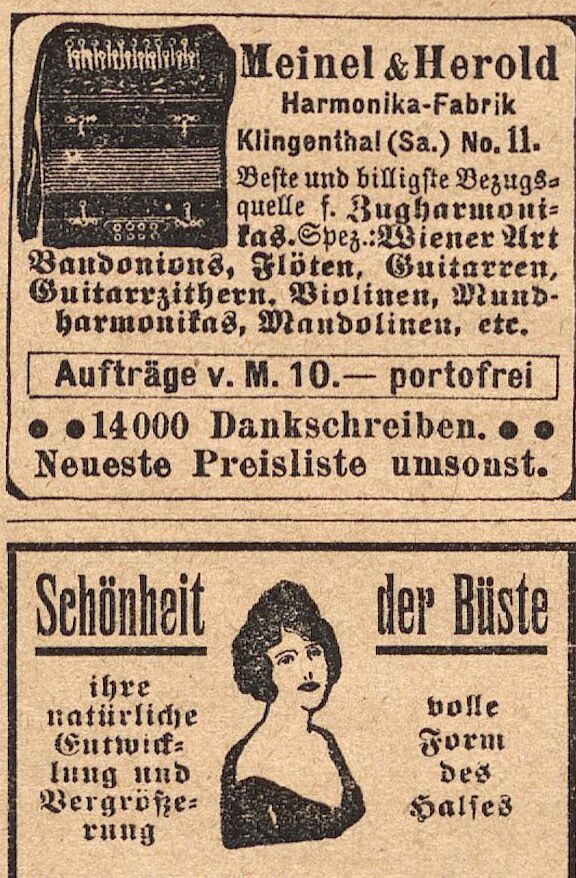 Meinel & Herold
Harmonika-Fabrik
Klingenthal (Sa.) No. 11.
Beste und billigste Bezugs-
quelle f. Zugharmoni-
kas. Spez.: Wiener Art
Bandonions, Flöten, Guitarren,
Guitarrzithern, Violinen, Mund-
harmonikas, Mandolinen, etc.
Aufträge v. M. 10.— portofrei
● ● 14000 Dankschreiben. ● ●
Neueste Preisliste umsonst.
Schönheit der Büste
ihre
natürliche
Entwick-
lung und
Vergröße-
rung
volle
Form
des
Halses